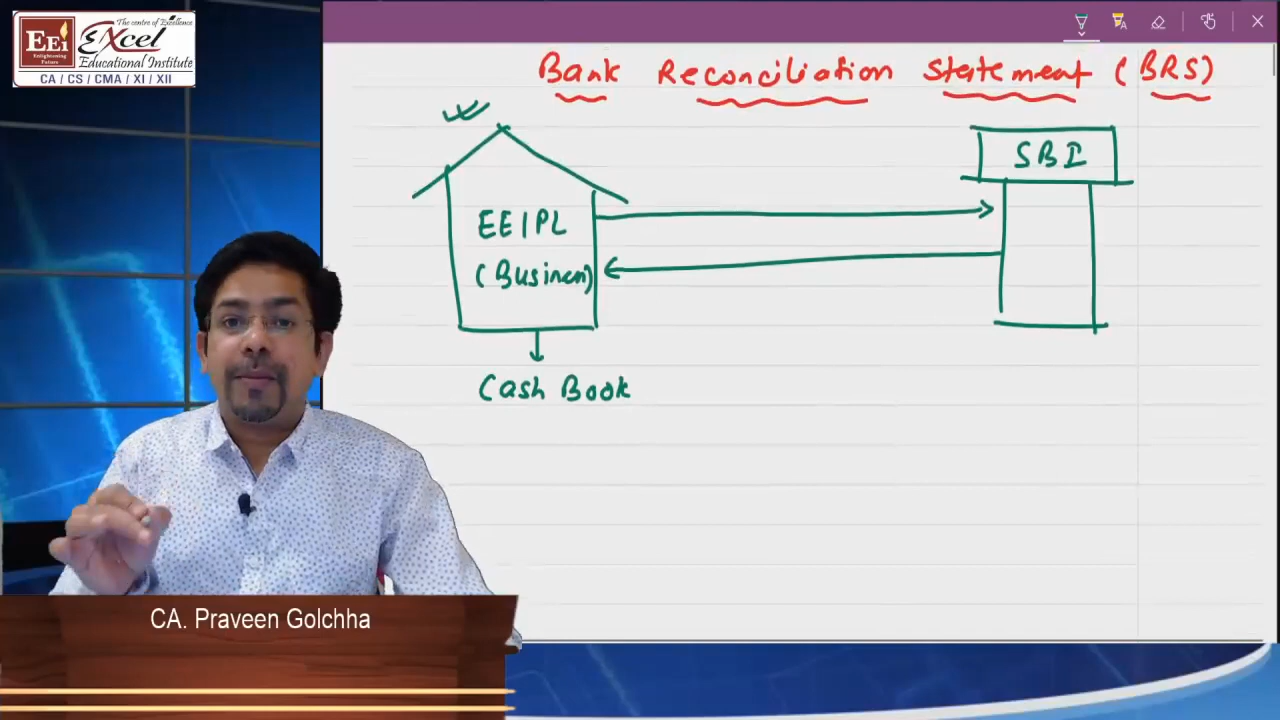 EEi
Enlightening
Future
The centre of Excellence
Excel
Educational Institute
CA / CS / CMA / XI / XII
Bank Reconciliation Statement (BRS)
SBI
EEIPL
(Business)
Cash Book
CA. Praveen Golchha